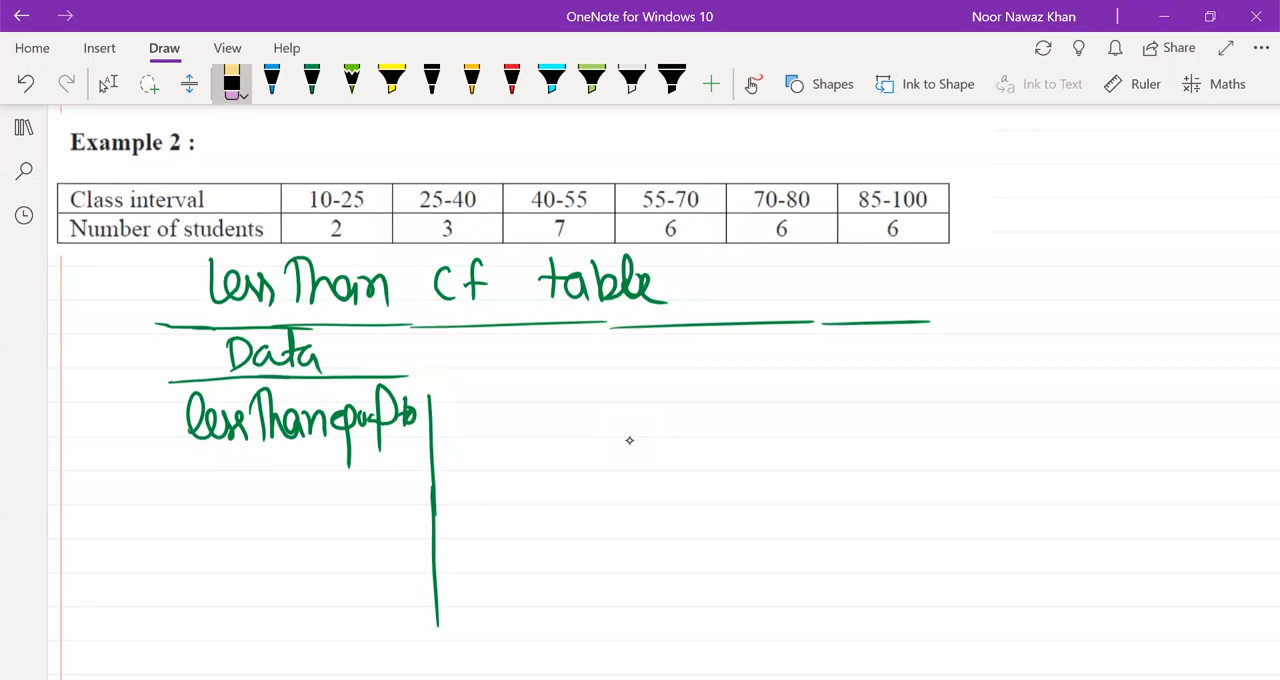 OneNote for Windows 10
Noor Nawaz Khan
Home Insert Draw View Help
Share
Shapes Ink to Shape Ink to Text Ruler Maths
Example 2 :
Class interval 10-25 25-40 40-55 55-70 70-80 85-100
Number of students 2 3 7 6 6 6
less Than cf table
Data
less Than